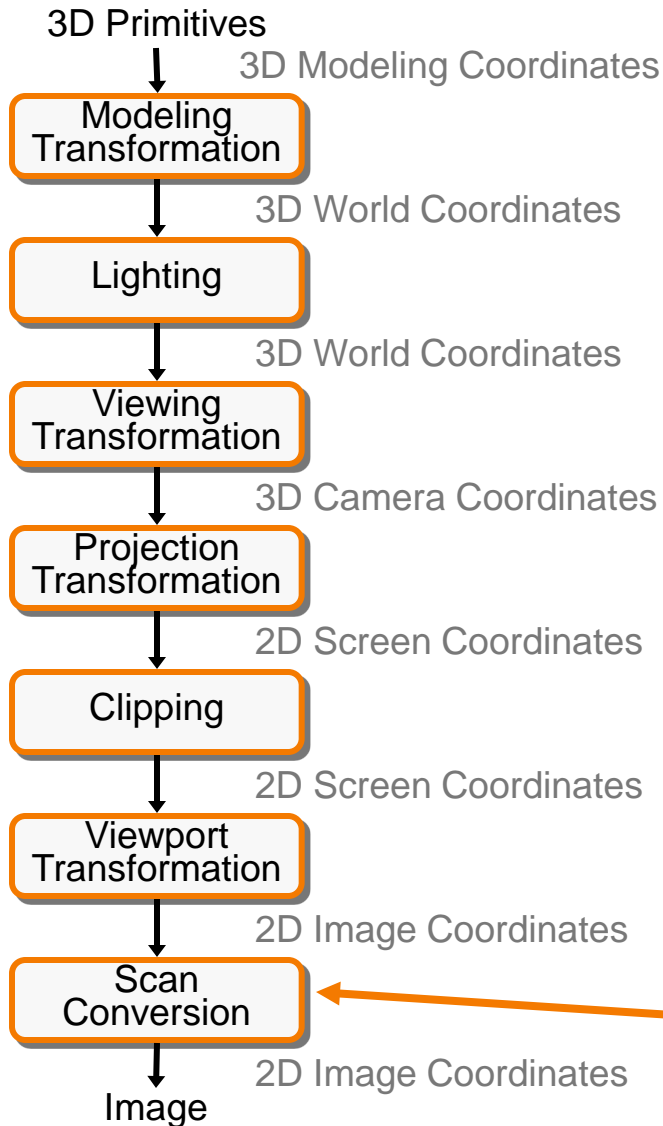 3D Primitives
3D Modeling Coordinates
Modeling
Transformation
3D World Coordinates
Lighting
3D World Coordinates
Viewing
Transformation
3D Camera Coordinates
Projection
Transformation
2D Screen Coordinates
Clipping
2D Screen Coordinates
Viewport
Transformation
2D Image Coordinates
Scan
Conversion
2D Image Coordinates
Image